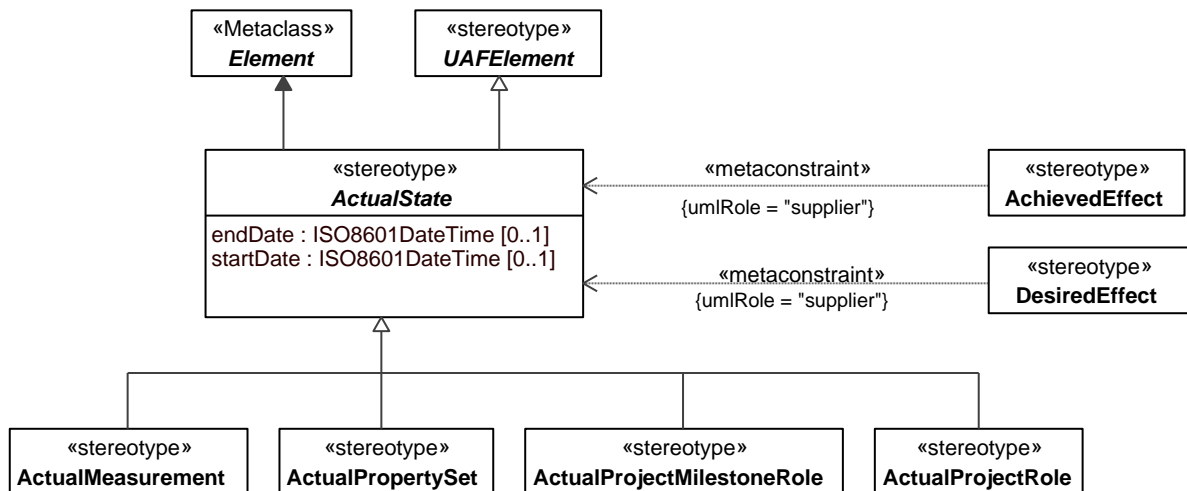 «Metaclass»
Element
«stereotype»
UAFElement
«stereotype»
ActualState
endDate : ISO8601DateTime [0..1]
startDate : ISO8601DateTime [0..1]
«metaconstraint»
{umlRole = "supplier"}
«stereotype»
AchievedEffect
«metaconstraint»
{umlRole = "supplier"}
«stereotype»
DesiredEffect
«stereotype»
ActualMeasurement
«stereotype»
ActualPropertySet
«stereotype»
ActualProjectMilestoneRole
«stereotype»
ActualProjectRole